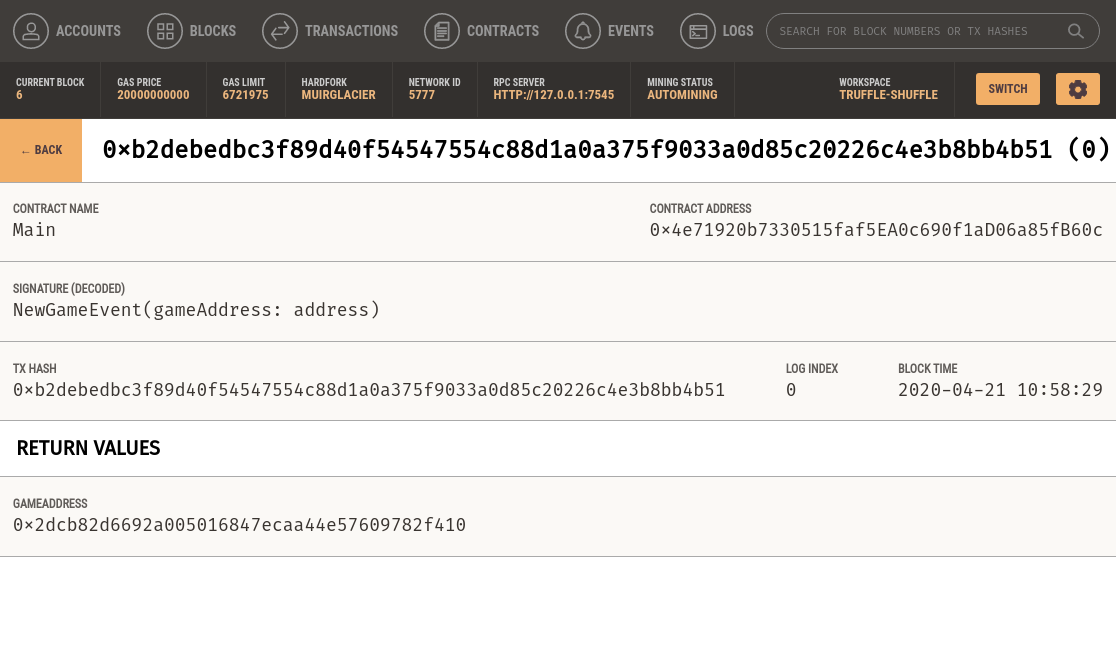 ACCOUNTS BLOCKS TRANSACTIONS CONTRACTS EVENTS LOGS SEARCH FOR BLOCK NUMBERS OR TX HASHES
CURRENT BLOCK GAS PRICE GAS LIMIT HARDFORK NETWORK ID RPC SERVER MINING STATUS WORKSPACE
6 20000000000 6721975 MUIRGLACIER 5777 HTTP://127.0.0.1:7545 AUTOMINING TRUFFLE-SHUFFLE SWITCH
← BACK 0×b2debedbc3f89d40f54547554c88d1a0a375f9033a0d85c20226c4e3b8bb4b51 (0)
CONTRACT NAME CONTRACT ADDRESS
Main 0×4e71920b7330515faf5EA0c690f1aD06a85fB60c
SIGNATURE (DECODED)
NewGameEvent(gameAddress: address)
TX HASH LOG INDEX BLOCK TIME
0×b2debedbc3f89d40f54547554c88d1a0a375f9033a0d85c20226c4e3b8bb4b51 0 2020-04-21 10:58:29
RETURN VALUES
GAMEADDRESS
0×2dcb82d6692a005016847ecaa44e57609782f410